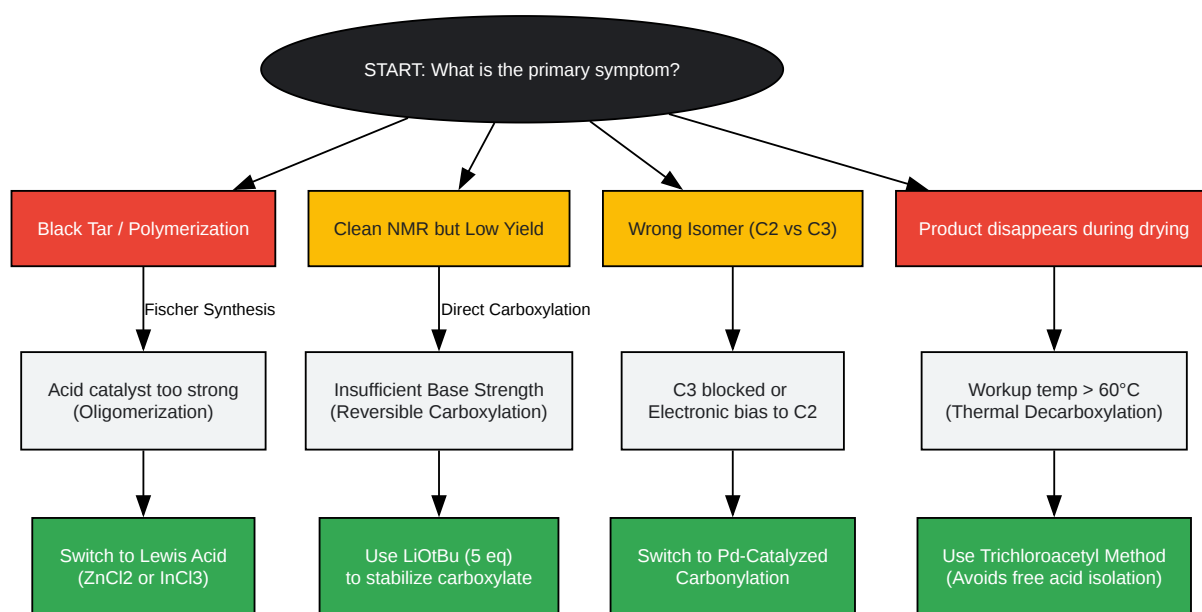 START: What is the primary symptom?
Black Tar / Polymerization
Clean NMR but Low Yield
Wrong Isomer (C2 vs C3)
Product disappears during drying
Fischer Synthesis
Direct Carboxylation
Acid catalyst too strong
(Oligomerization)
Insufficient Base Strength
(Reversible Carboxylation)
C3 blocked or
Electronic bias to C2
Workup temp > 60°C
(Thermal Decarboxylation)
Switch to Lewis Acid
(ZnCl2 or InCl3)
Use LiOtBu (5 eq)
to stabilize carboxylate
Switch to Pd-Catalyzed
Carbonylation
Use Trichloroacetyl Method
(Avoids free acid isolation)